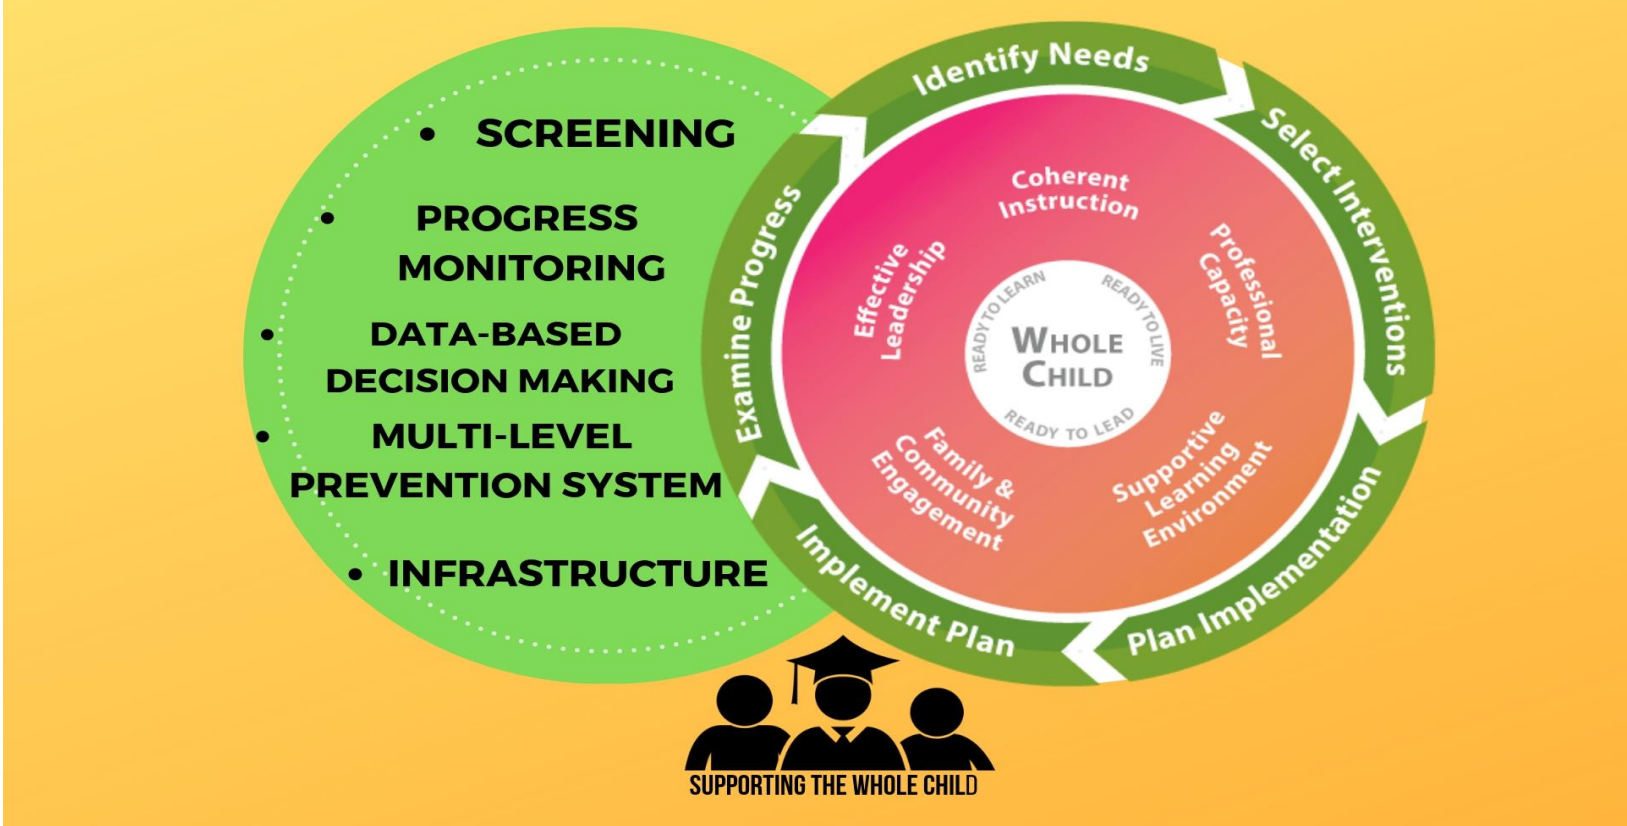 • SCREENING
• PROGRESS
MONITORING
• DATA-BASED
DECISION MAKING
• MULTI-LEVEL
PREVENTION SYSTEM
• INFRASTRUCTURE
Identify Needs
Select Interventions
Plan Implementation
Implement Plan
Examine Progress
Coherent
Instruction
Professional
Capacity
Supportive
Learning
Environment
Family &
Community
Engagement
Effective
Leadership
READY TO LEARN
READY TO LIVE
READY TO LEAD
WHOLE
CHILD
SUPPORTING THE WHOLE CHILD